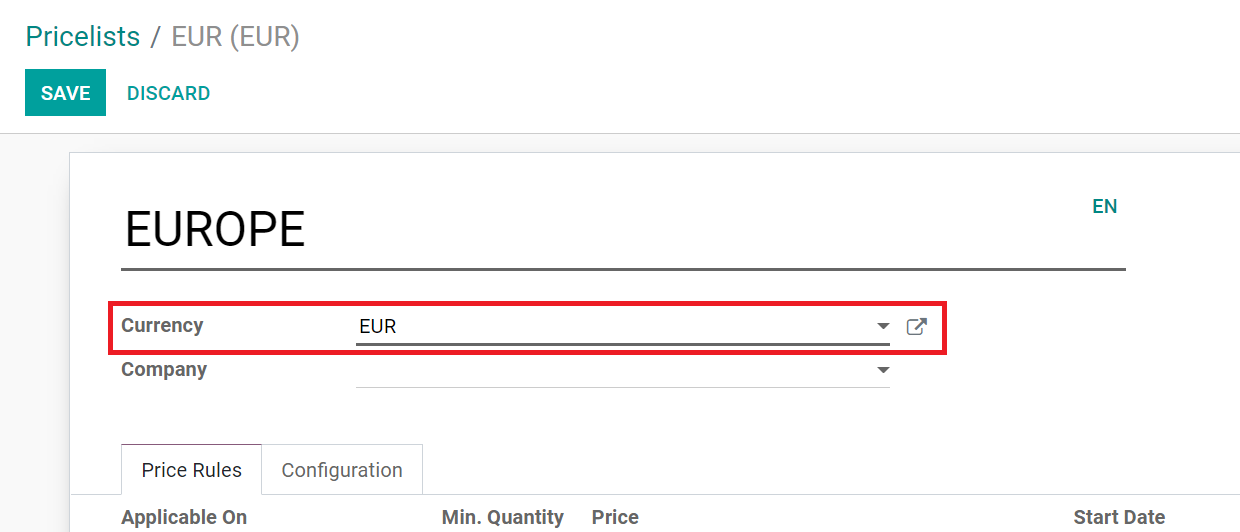 Pricelists / EUR (EUR)
SAVE DISCARD
EN
EUROPE
Currency EUR
Company
Price Rules Configuration
Applicable On Min. Quantity Price Start Date